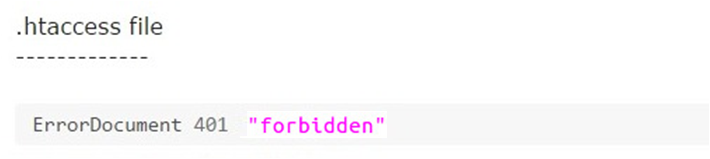 .htaccess file
-------------
ErrorDocument 401 "forbidden"